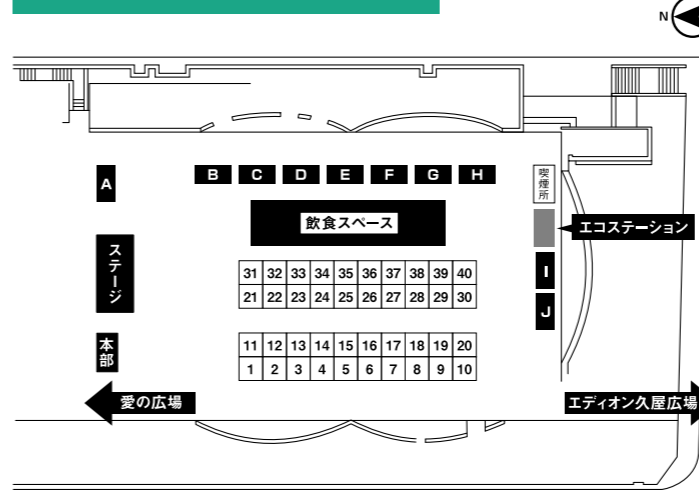 N
喫煙所
A
B C D E F G H
飲食スペース
エコステーション
ステージ
I
J
31 32 33 34 35 36 37 38 39 40
21 22 23 24 25 26 27 28 29 30
本部
11 12 13 14 15 16 17 18 19 20
1 2 3 4 5 6 7 8 9 10
愛の広場
エディオン久屋広場